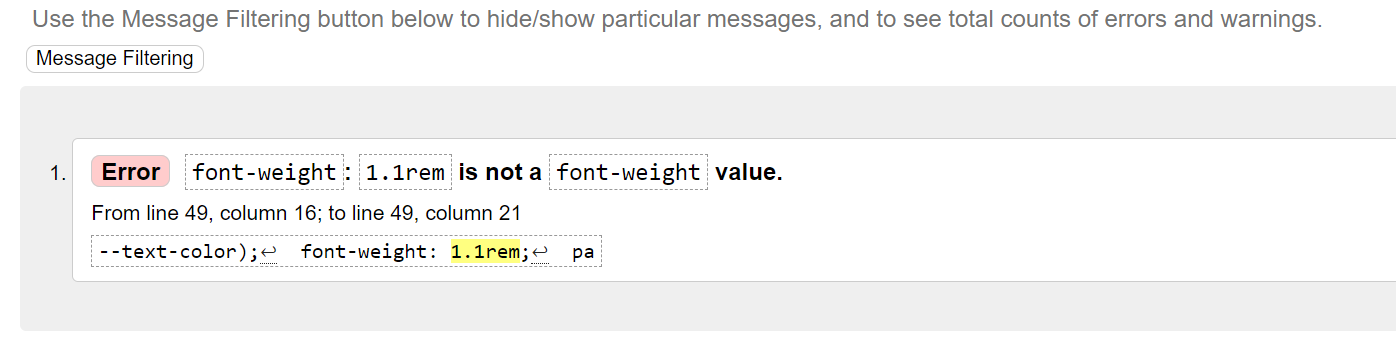 Use the Message Filtering button below to hide/show particular messages, and to see total counts of errors and warnings.
Message Filtering
1. Error font-weight: 1.1rem is not a font-weight value.
From line 49, column 16; to line 49, column 21
--text-color);↩ font-weight: 1.1rem;↩ pa